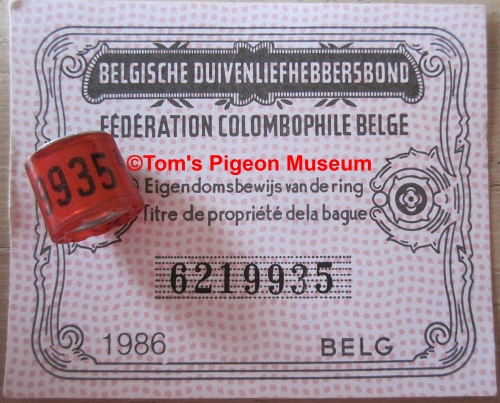 BELGISCHE DUIVENLIEFHEBBERSBOND
FÉDÉRATION COLOMBOPHILE BELGE
©Tom's Pigeon Museum
9935
Eigendomsbewijs van de ring
Titre de propriété de la bague
6219935
1986 BELG